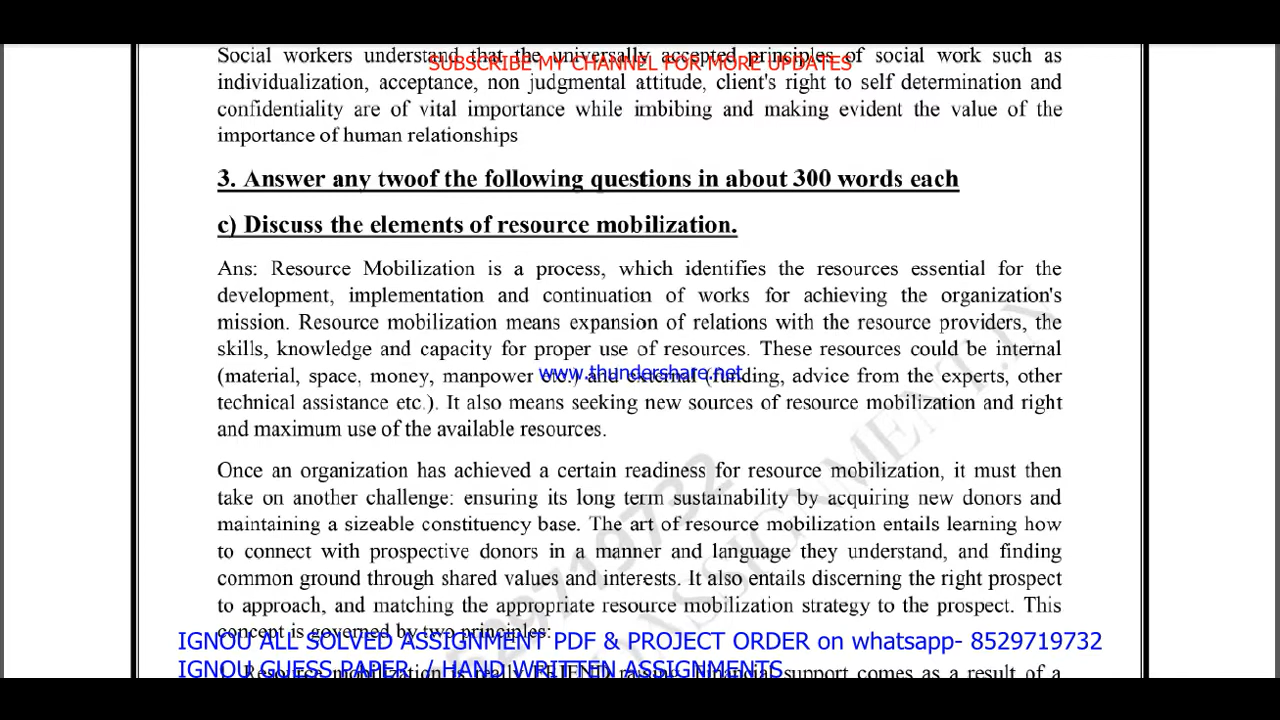 Social workers understand that the universally accepted principles of social work such as
SUBSCRIBE MY CHANNEL FOR MORE UPDATES
individualization, acceptance, non judgmental attitude, client's right to self determination and
confidentiality are of vital importance while imbibing and making evident the value of the
importance of human relationships
3. Answer any twoof the following questions in about 300 words each
c) Discuss the elements of resource mobilization.
Ans: Resource Mobilization is a process, which identifies the resources essential for the
development, implementation and continuation of works for achieving the organization's
mission. Resource mobilization means expansion of relations with the resource providers, the
skills, knowledge and capacity for proper use of resources. These resources could be internal
(material, space, money, manpower etc.) and external (funding, advice from the experts, other
www.thundershare.net
technical assistance etc.). It also means seeking new sources of resource mobilization and right
and maximum use of the available resources.
Once an organization has achieved a certain readiness for resource mobilization, it must then
take on another challenge: ensuring its long term sustainability by acquiring new donors and
maintaining a sizeable constituency base. The art of resource mobilization entails learning how
to connect with prospective donors in a manner and language they understand, and finding
common ground through shared values and interests. It also entails discerning the right prospect
to approach, and matching the appropriate resource mobilization strategy to the prospect. This
concept is governed by two principles:
IGNOU ALL SOLVED ASSIGNMENT PDF & PROJECT ORDER on whatsapp- 8529719732
IGNOU GUESS PAPER / HAND WRITTEN ASSIGNMENTS
Resource mobilization is really FRIEND raising. Financial support comes as a result of a